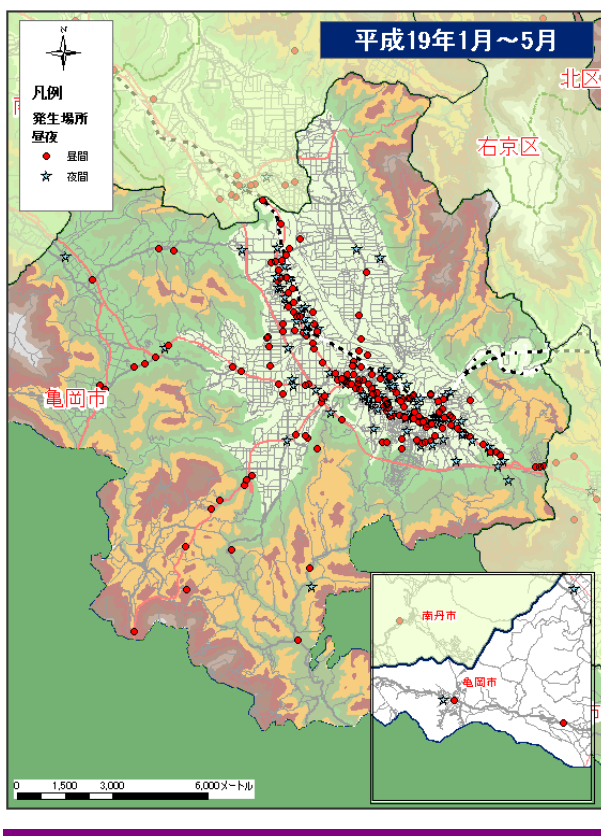 平成19年1月～5月
N
凡例
発生場所
昼夜
昼間
夜間
北区
右京区
亀岡市
南丹市
亀岡市
市
0 1,500 3,000 6,000メートル